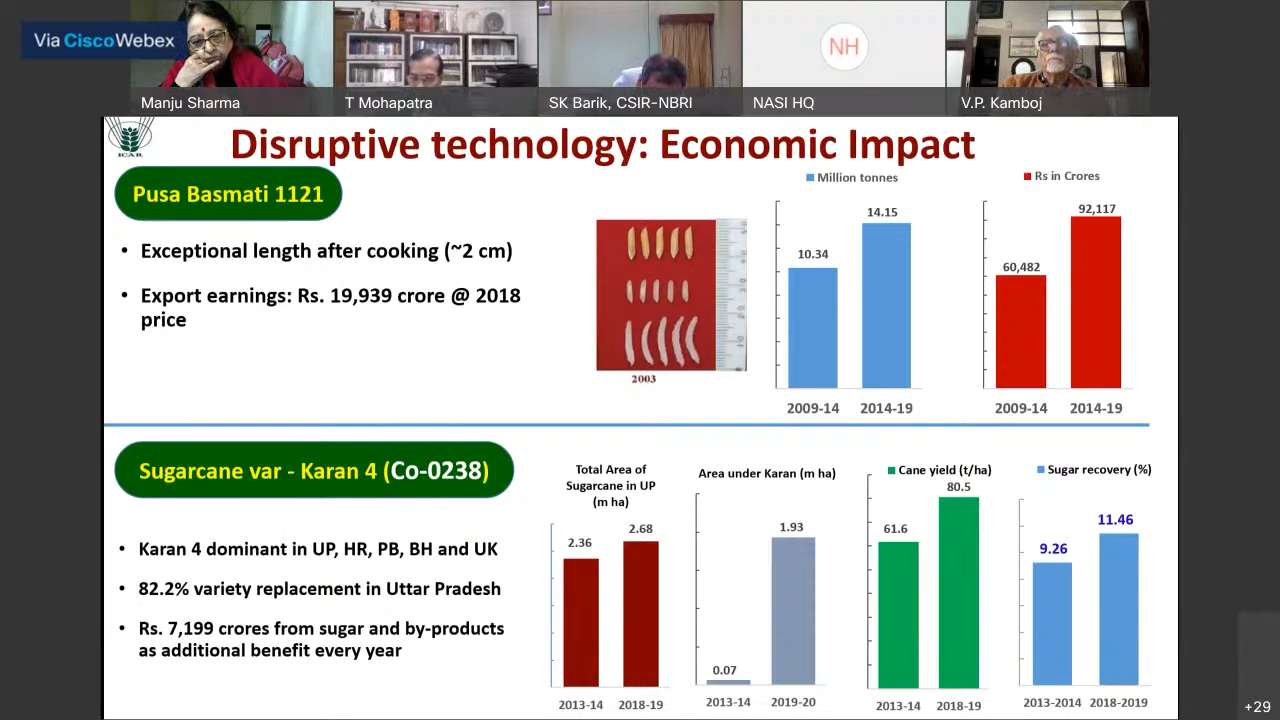 Via CiscoWebex
Manju Sharma
T Mohapatra
SK Barik, CSIR-NBRI
NH
NASI HQ
V.P. Kamboj
ICAR
Disruptive technology: Economic Impact
Pusa Basmati 1121
• Exceptional length after cooking (~2 cm)
• Export earnings: Rs. 19,939 crore @ 2018
price
2003
Million tonnes
10.34
14.15
2009-14
2014-19
Rs in Crores
60,482
92,117
2009-14
2014-19
Sugarcane var - Karan 4 (Co-0238)
• Karan 4 dominant in UP, HR, PB, BH and UK
• 82.2% variety replacement in Uttar Pradesh
• Rs. 7,199 crores from sugar and by-products
as additional benefit every year
Total Area of
Sugarcane in UP
(m ha)
2.36
2.68
2013-14
2018-19
Area under Karan (m ha)
0.07
1.93
2013-14
2019-20
Cane yield (t/ha)
61.6
80.5
2013-14
2018-19
Sugar recovery (%)
9.26
11.46
2013-2014
2018-2019
+29